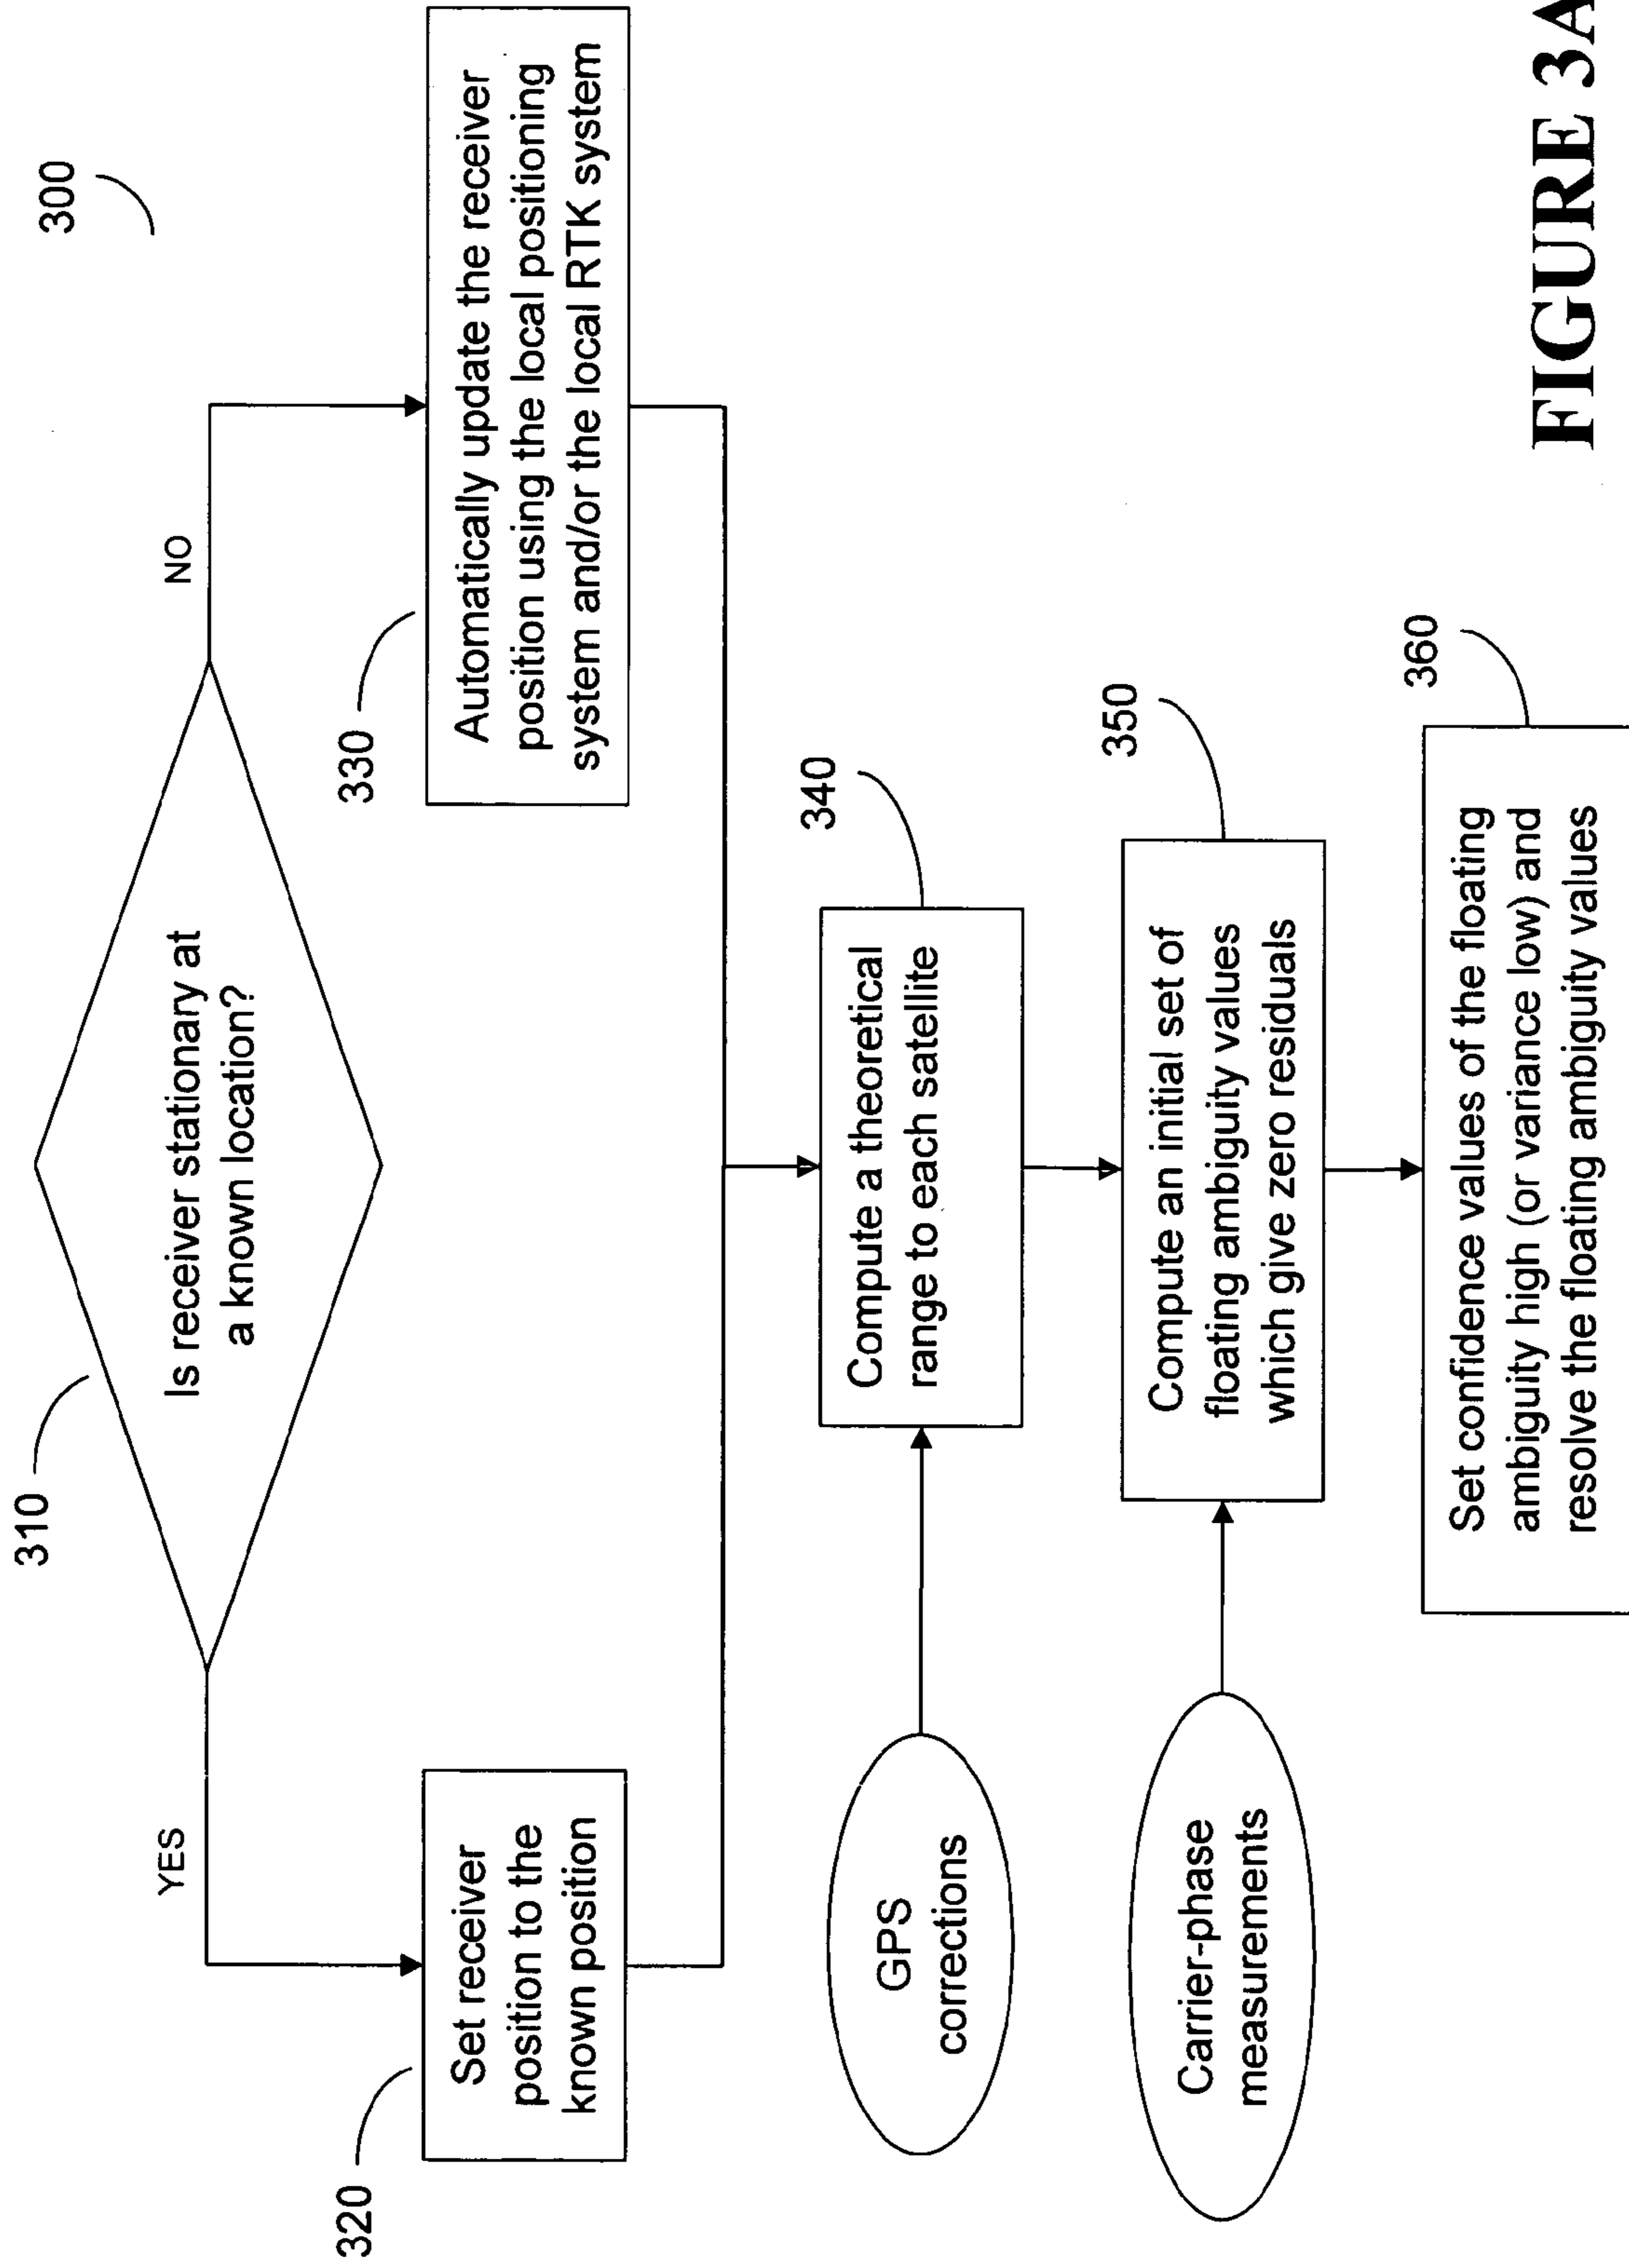 300
310
Is receiver stationary at
a known location?
YES
NO
320
Set receiver
position to the
known position
330
Automatically update the receiver
position using the local positioning
system and/or the local RTK system
GPS
corrections
340
Compute a theoretical
range to each satellite
Carrier-phase
measurements
350
Compute an initial set of
floating ambiguity values
which give zero residuals
360
Set confidence values of the floating
ambiguity high (or variance low) and
resolve the floating ambiguity values
FIGURE 3A